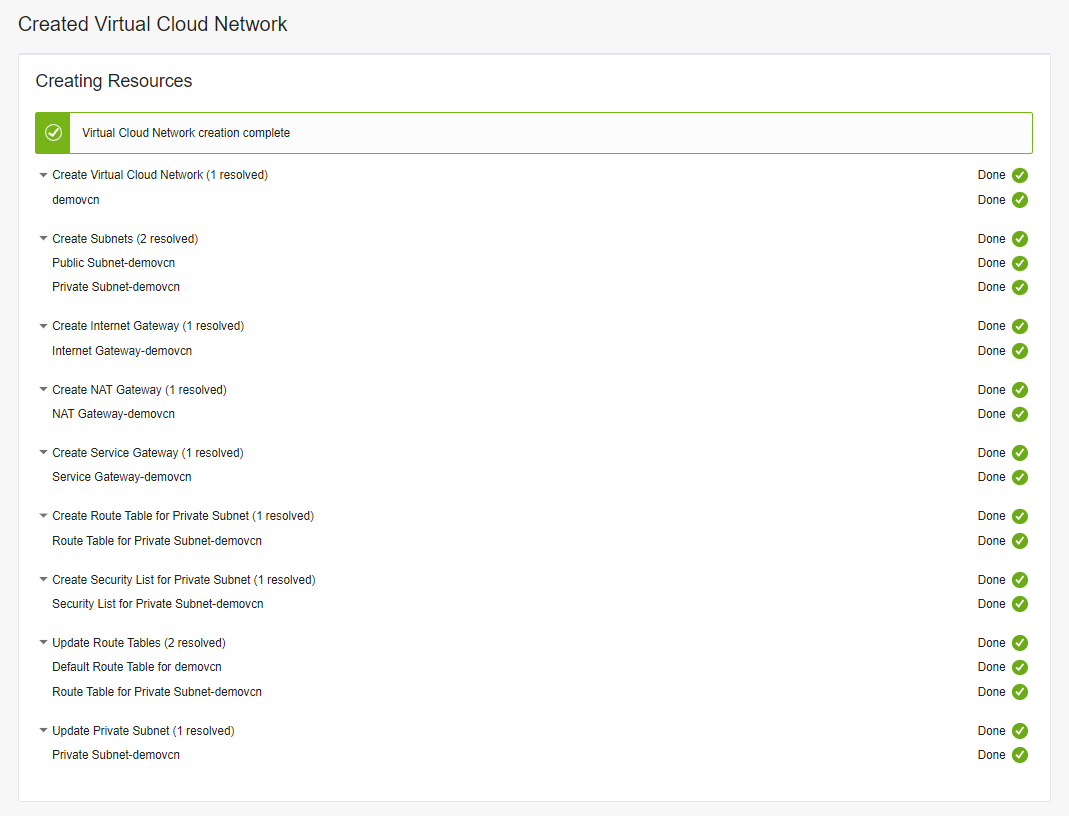 Created Virtual Cloud Network
Creating Resources
Virtual Cloud Network creation complete
Create Virtual Cloud Network (1 resolved) Done
demovcn Done
Create Subnets (2 resolved) Done
Public Subnet-demovcn Done
Private Subnet-demovcn Done
Create Internet Gateway (1 resolved) Done
Internet Gateway-demovcn Done
Create NAT Gateway (1 resolved) Done
NAT Gateway-demovcn Done
Create Service Gateway (1 resolved) Done
Service Gateway-demovcn Done
Create Route Table for Private Subnet (1 resolved) Done
Route Table for Private Subnet-demovcn Done
Create Security List for Private Subnet (1 resolved) Done
Security List for Private Subnet-demovcn Done
Update Route Tables (2 resolved) Done
Default Route Table for demovcn Done
Route Table for Private Subnet-demovcn Done
Update Private Subnet (1 resolved) Done
Private Subnet-demovcn Done